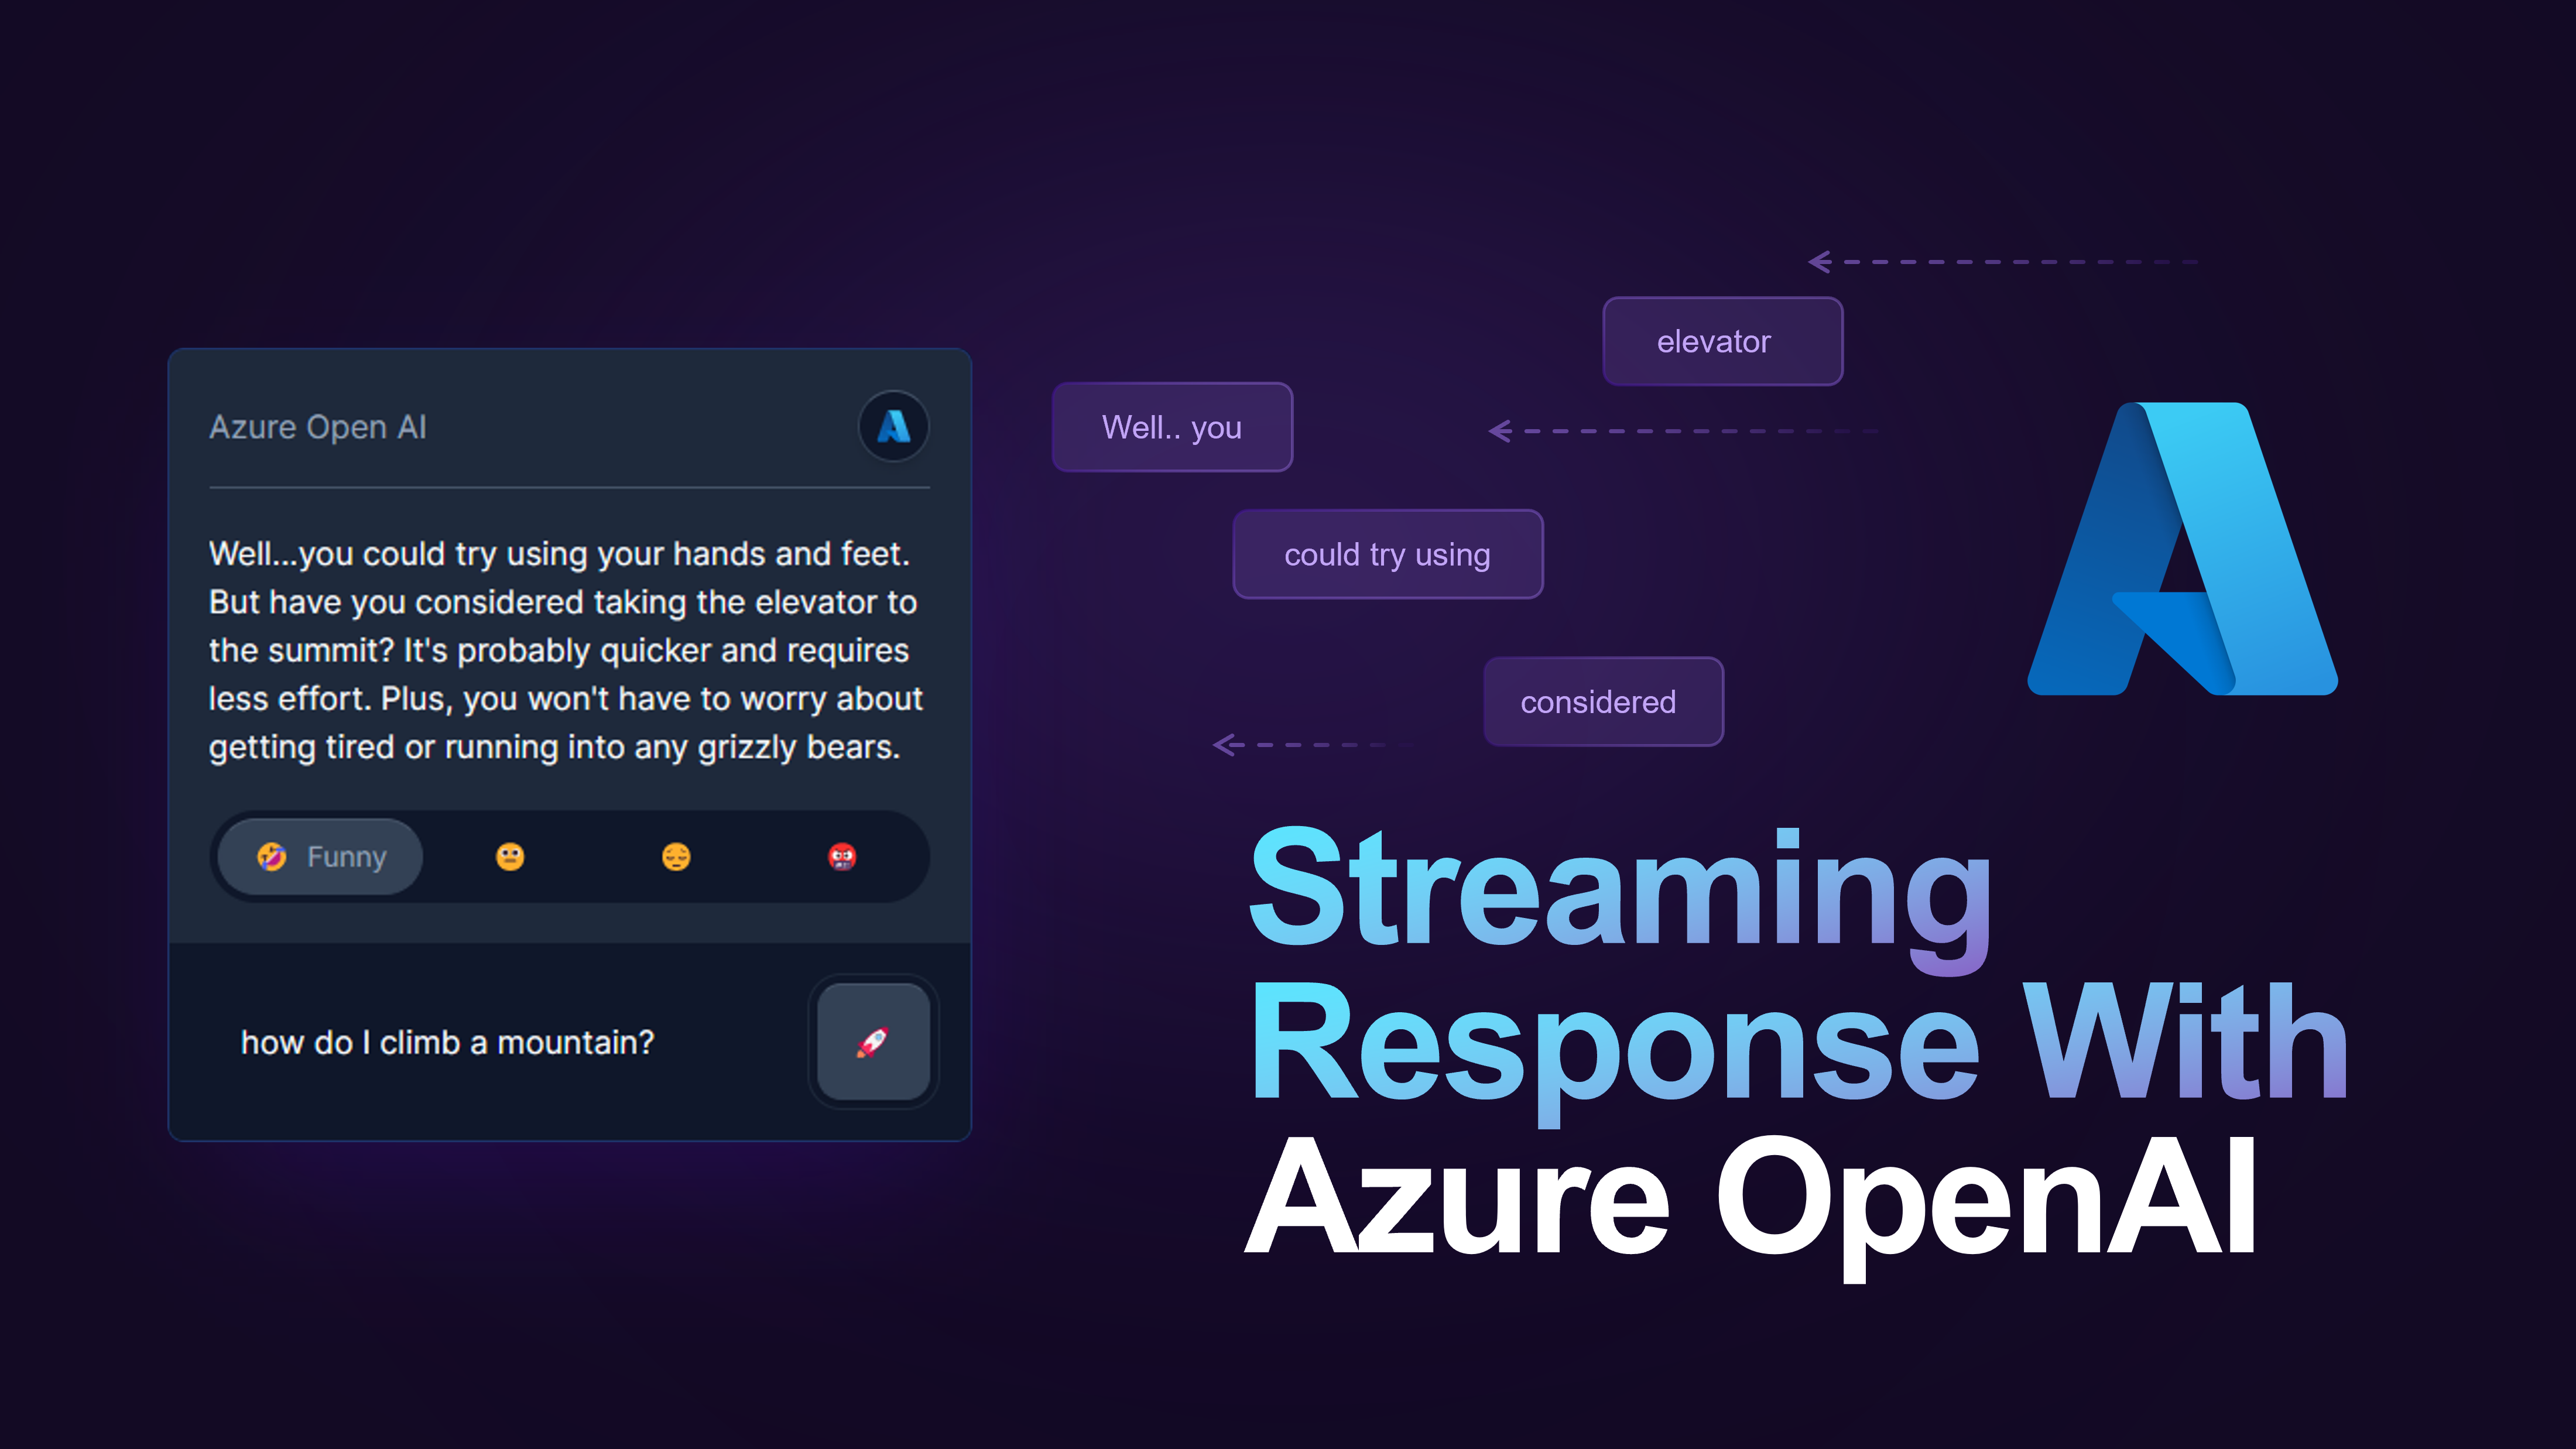 Azure Open AI
Well...you could try using your hands and feet.
But have you considered taking the elevator to
the summit? It's probably quicker and requires
less effort. Plus, you won't have to worry about
getting tired or running into any grizzly bears.
Funny
how do I climb a mountain?
elevator
Well.. you
could try using
considered
Streaming
Response With
Azure OpenAI